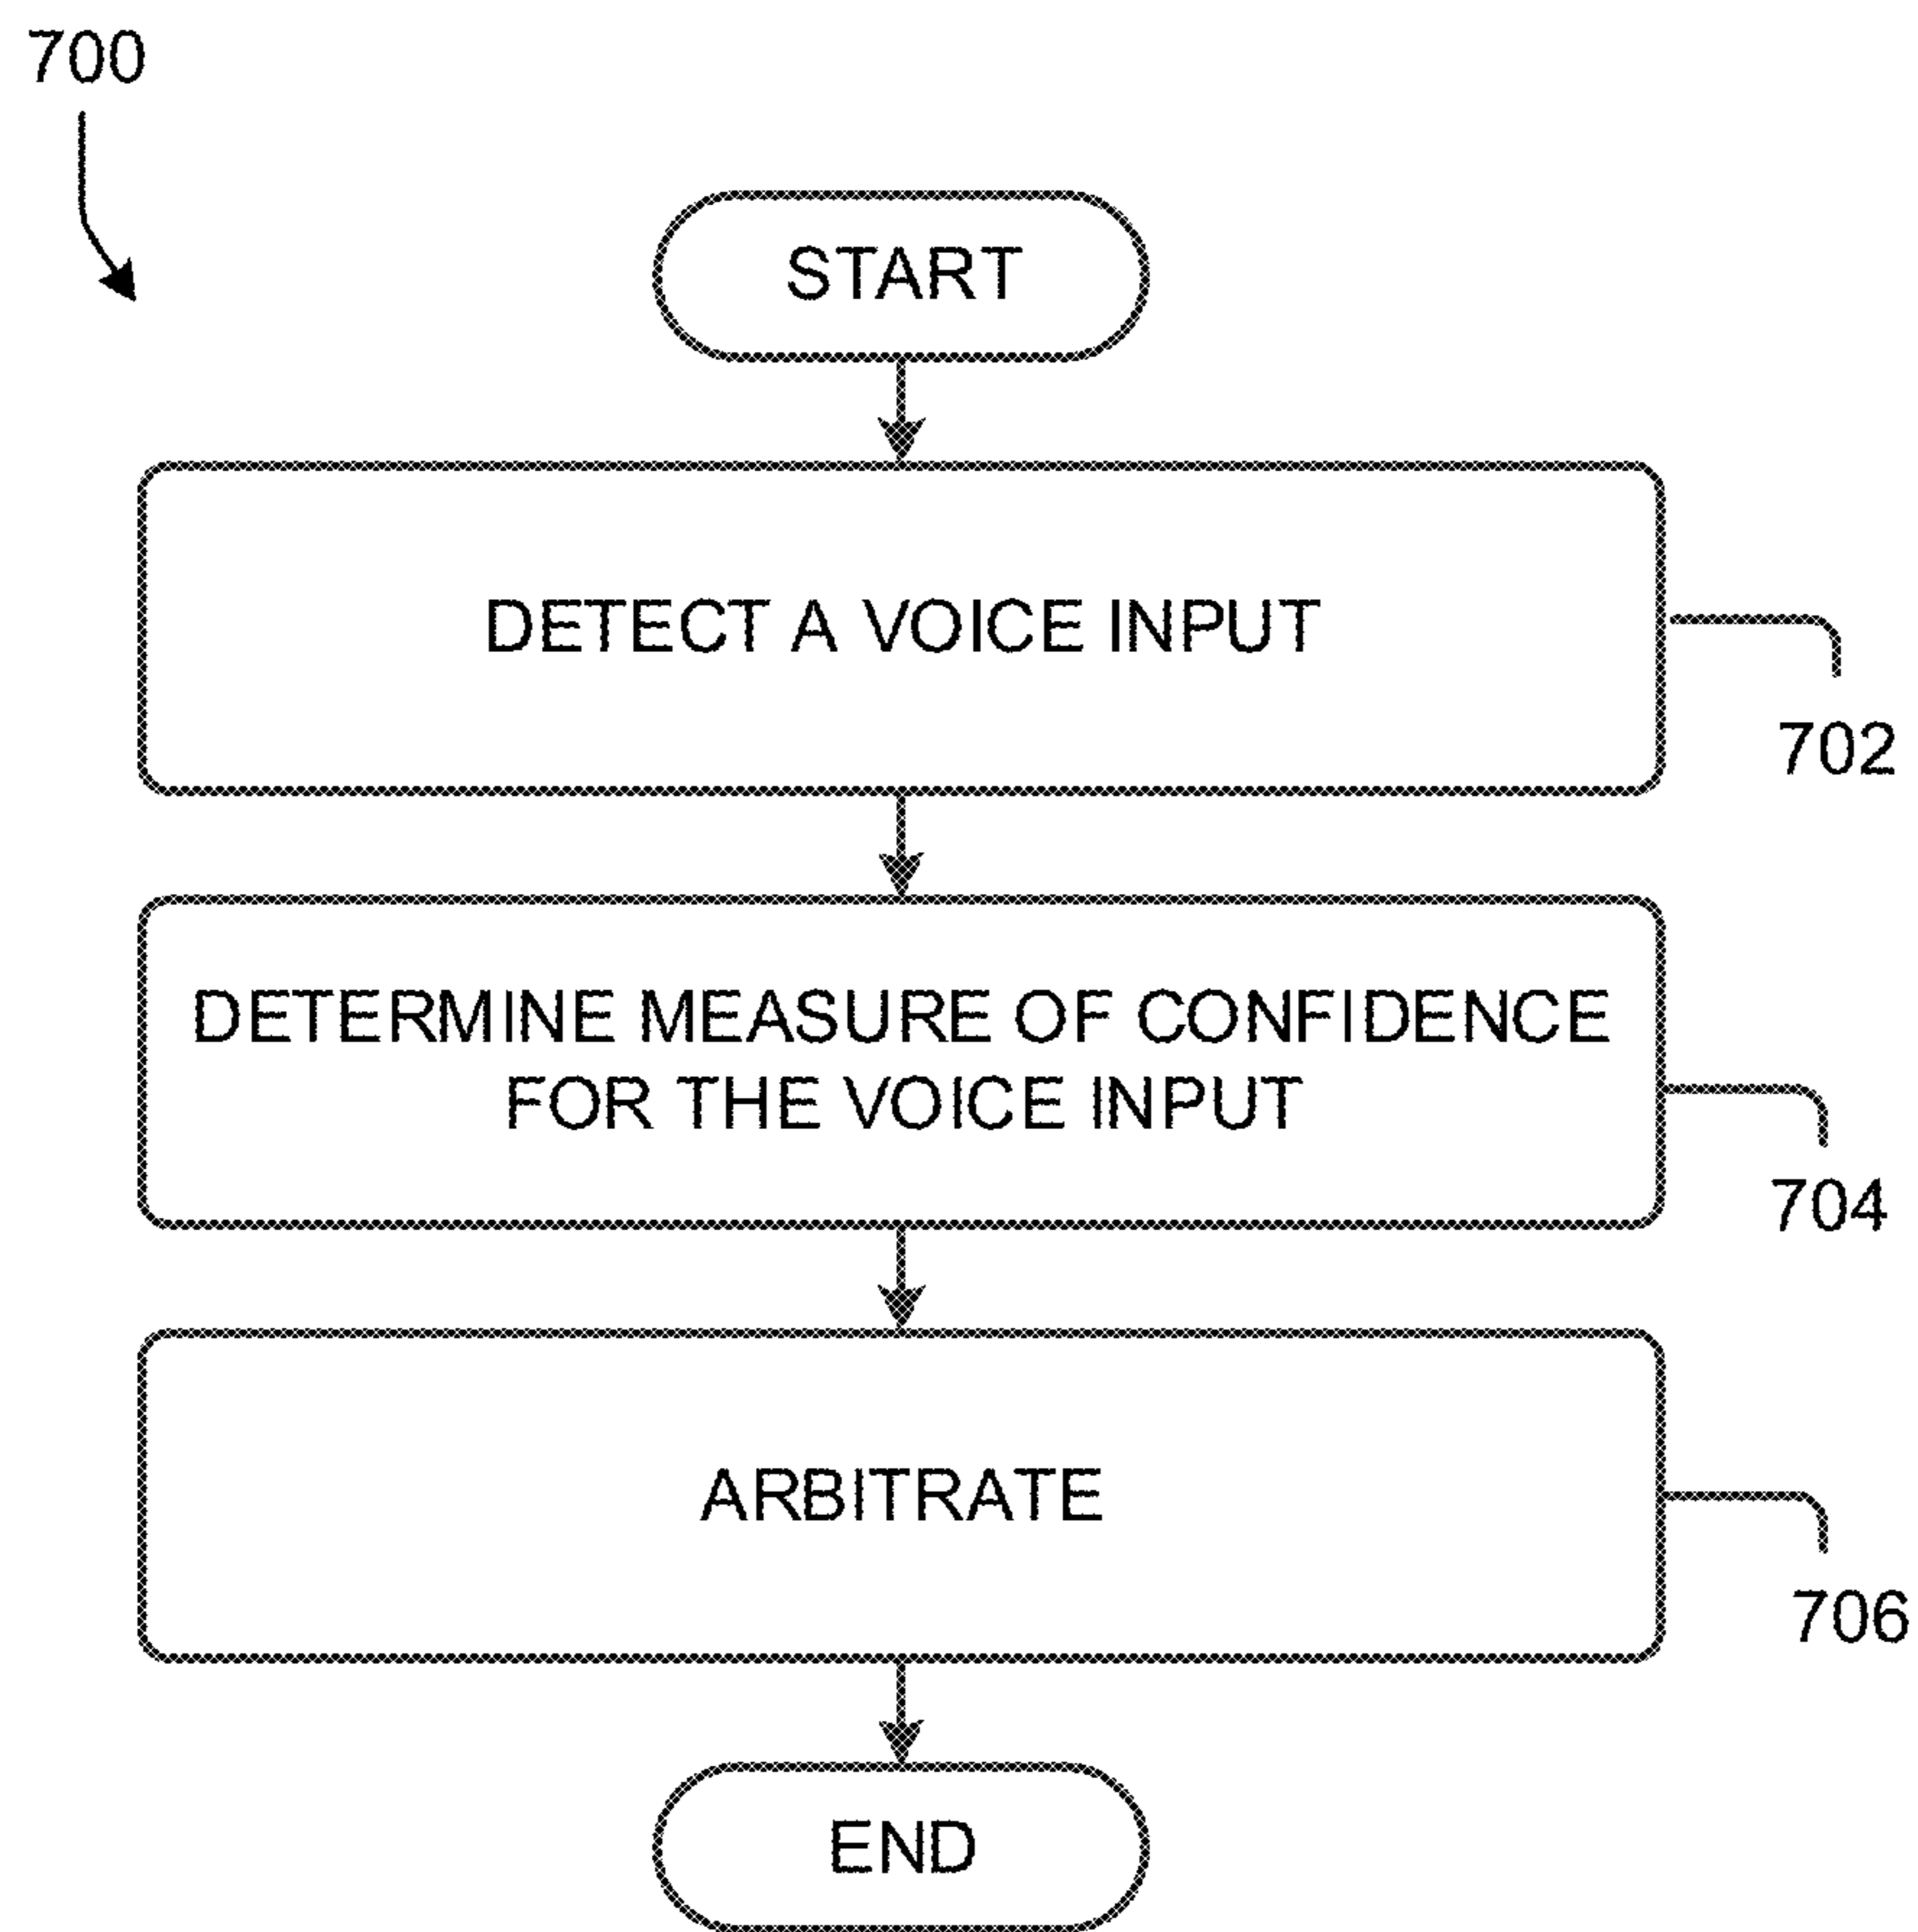 700
START
DETECT A VOICE INPUT
702
DETERMINE MEASURE OF CONFIDENCE
FOR THE VOICE INPUT
704
ARBITRATE
706
END